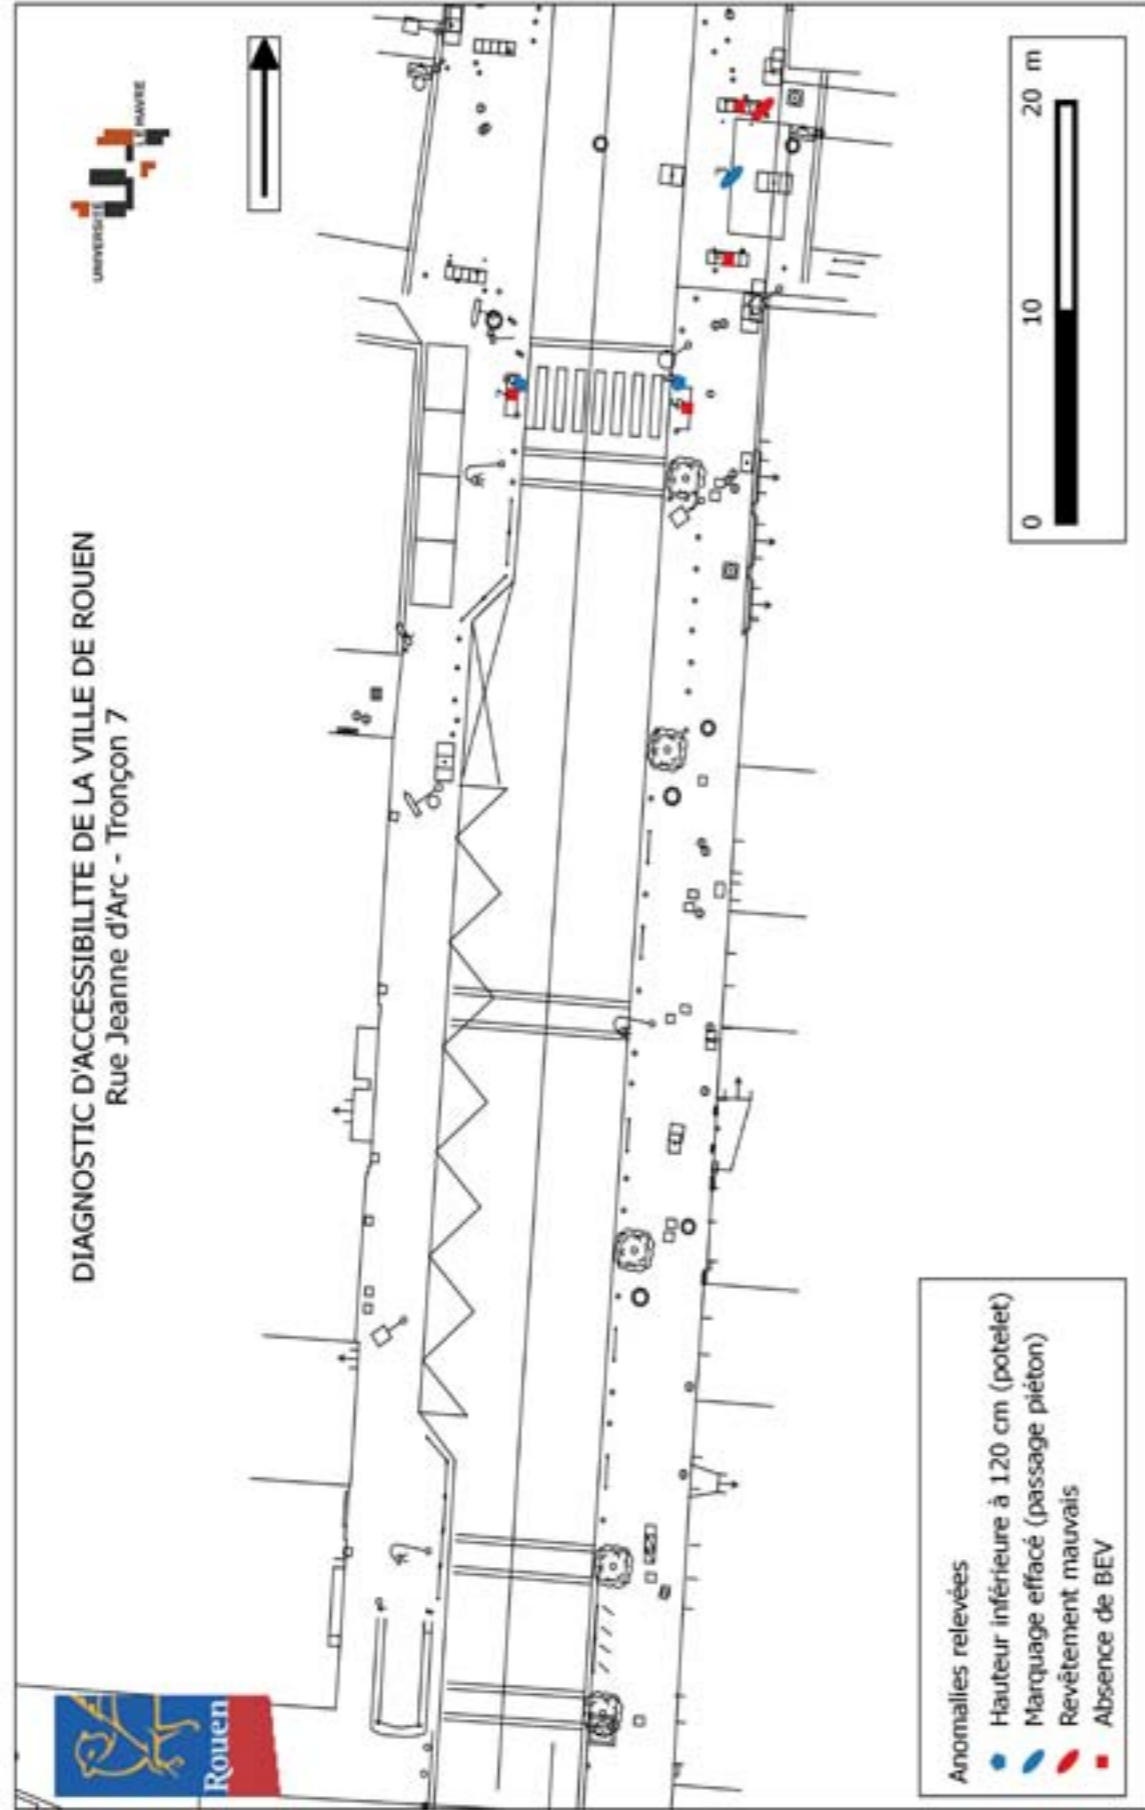 DIAGNOSTIC D'ACCESSIBILITE DE LA VILLE DE ROUEN
Rue Jeanne d'Arc - Tronçon 7
UNIVERSITÉ
LE HAVRE
Rouen
Anomalies relevées
Hauteur inférieure à 120 cm (potelet)
Marquage effacé (passage piéton)
Revêtement mauvais
Absence de BEV
0 10 20 m